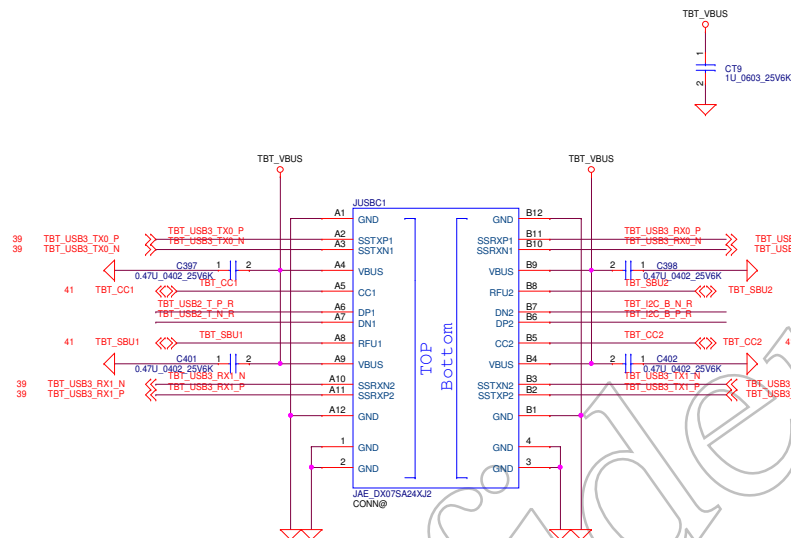 TBT_VBUS
1
2
CT9
1U_0603_25V6K
TBT_VBUS
TBT_VBUS
JUSBC1
A1 GND GND B12
39 TBT_USB3_TX0_P TBT_USB3_TX0_P A2 SSTXP1 SSRXP1 B11 TBT_USB3_RX0_P
39 TBT_USB3_TX0_N TBT_USB3_TX0_N A3 SSTXN1 SSRXN1 B10 TBT_USB3_RX0_N
C397 1 2 A4 VBUS VBUS B9 2 1 C398
0.47U_0402_25V6K 0.47U_0402_25V6K
41 TBT_CC1 TBT_CC1 A5 CC1 RFU2 B8 TBT_SBU2 TBT_SBU2
TBT_USB2_T_P_R A6 DP1 DN2 B7 TBT_I2C_B_N_R
TBT_USB2_T_N_R A7 DN1 DP2 B6 TBT_I2C_B_P_R
41 TBT_SBU1 TBT_SBU1 A8 RFU1 CC2 B5 TBT_CC2 TBT_CC2 4
C401 1 2 A9 VBUS VBUS B4 2 1 C402
0.47U_0402_25V6K 0.47U_0402_25V6K
39 TBT_USB3_RX1_N TBT_USB3_RX1_N A10 SSRXN2 SSTXN2 B3 TBT_USB3_TX1_N TBT_USB3
39 TBT_USB3_RX1_P TBT_USB3_RX1_P A11 SSRXP2 SSTXP2 B2 TBT_USB3_TX1_P TBT_USB3
A12 GND GND B1
1 GND GND 4
2 GND GND 3
TOP
Bottom
JAE_DX07SA24XJ2
CONN@